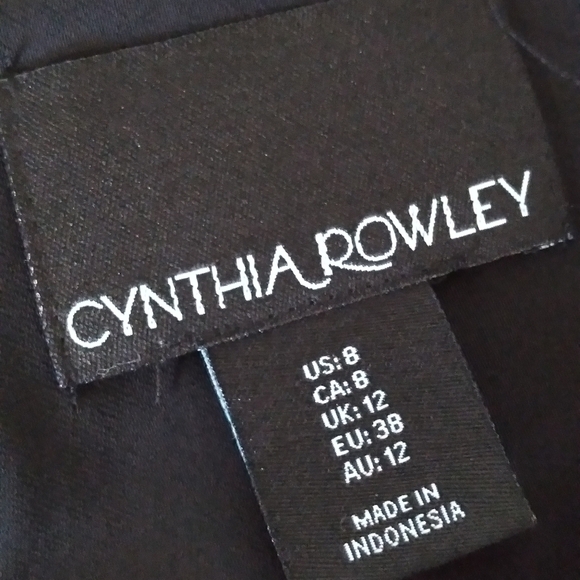 CYNTHIA ROWLEY
US: 8
CA: 8
UK: 12
EU: 38
AU: 12
MADE IN
INDONESIA